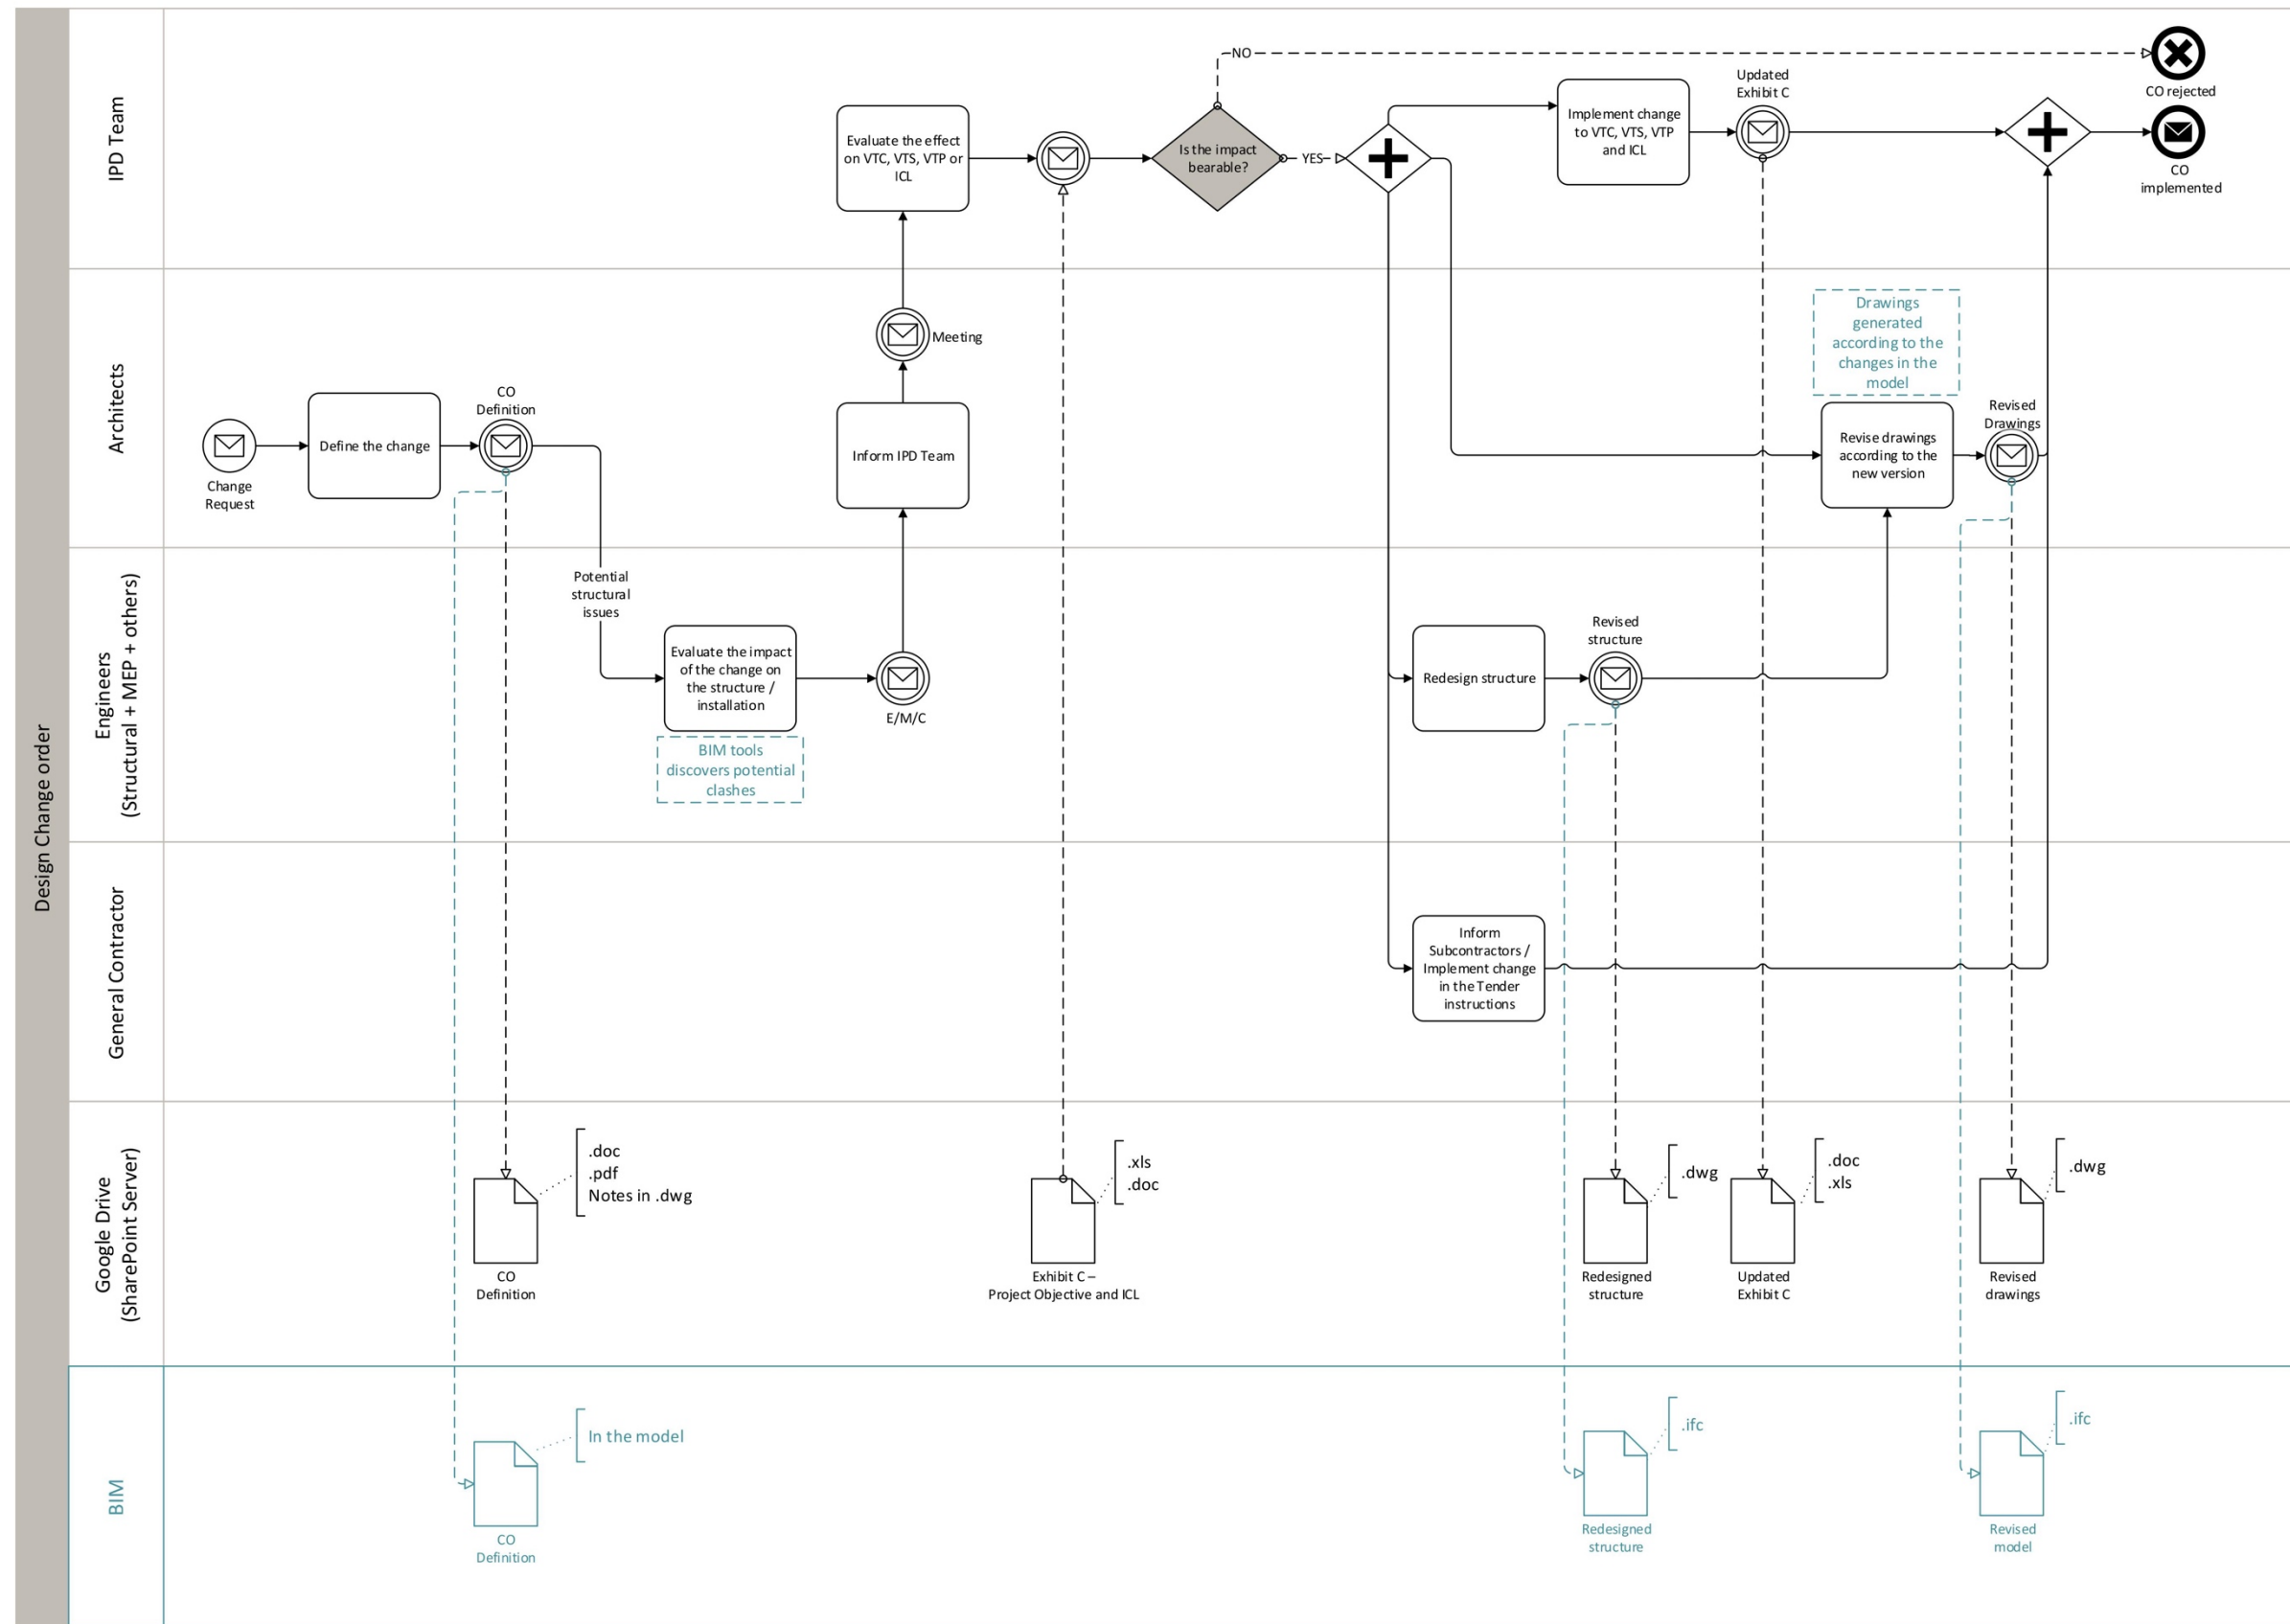 Design Change order
IPD Team
NO
CO rejected
Updated
Exhibit C
Implement change
to VTC, VTS, VTP
and ICL
Evaluate the effect
on VTC, VTS, VTP or
ICL
Is the impact
bearable?
YES
CO
implemented
Architects
Meeting
Drawings
generated
according to the
changes in the
model
CO
Definition
Revised
Drawings
Define the change
Inform IPD Team
Revise drawings
according to the
new version
Change
Request
Engineers
(Structural + MEP + others)
Potential
structural
issues
Evaluate the impact
of the change on
the structure /
installation
E/M/C
BIM tools
discovers potential
clashes
Redesign structure
Revised
structure
General Contractor
Inform
Subcontractors /
Implement change
in the Tender
instructions
Google Drive
(SharePoint Server)
.doc
.pdf
Notes in .dwg
CO
Definition
.xls
.doc
Exhibit C –
Project Objective and ICL
.dwg
Redesigned
structure
.doc
.xls
Updated
Exhibit C
.dwg
Revised
drawings
BIM
In the model
CO
Definition
.ifc
Redesigned
structure
.ifc
Revised
model